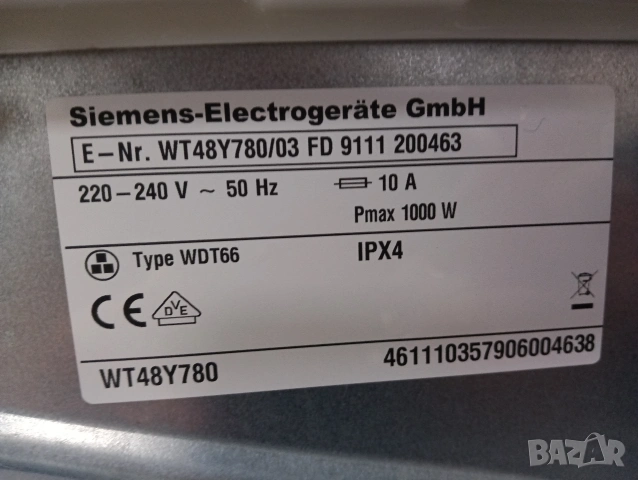 Siemens-Electrogeräte GmbH
E–Nr. WT48Y780/03 FD 9111 200463
220–240 V ~ 50 Hz 10 A
Pmax 1000 W
Type WDT66 IPX4
CE DVE
WT48Y780 461110357906004638
BAZAR